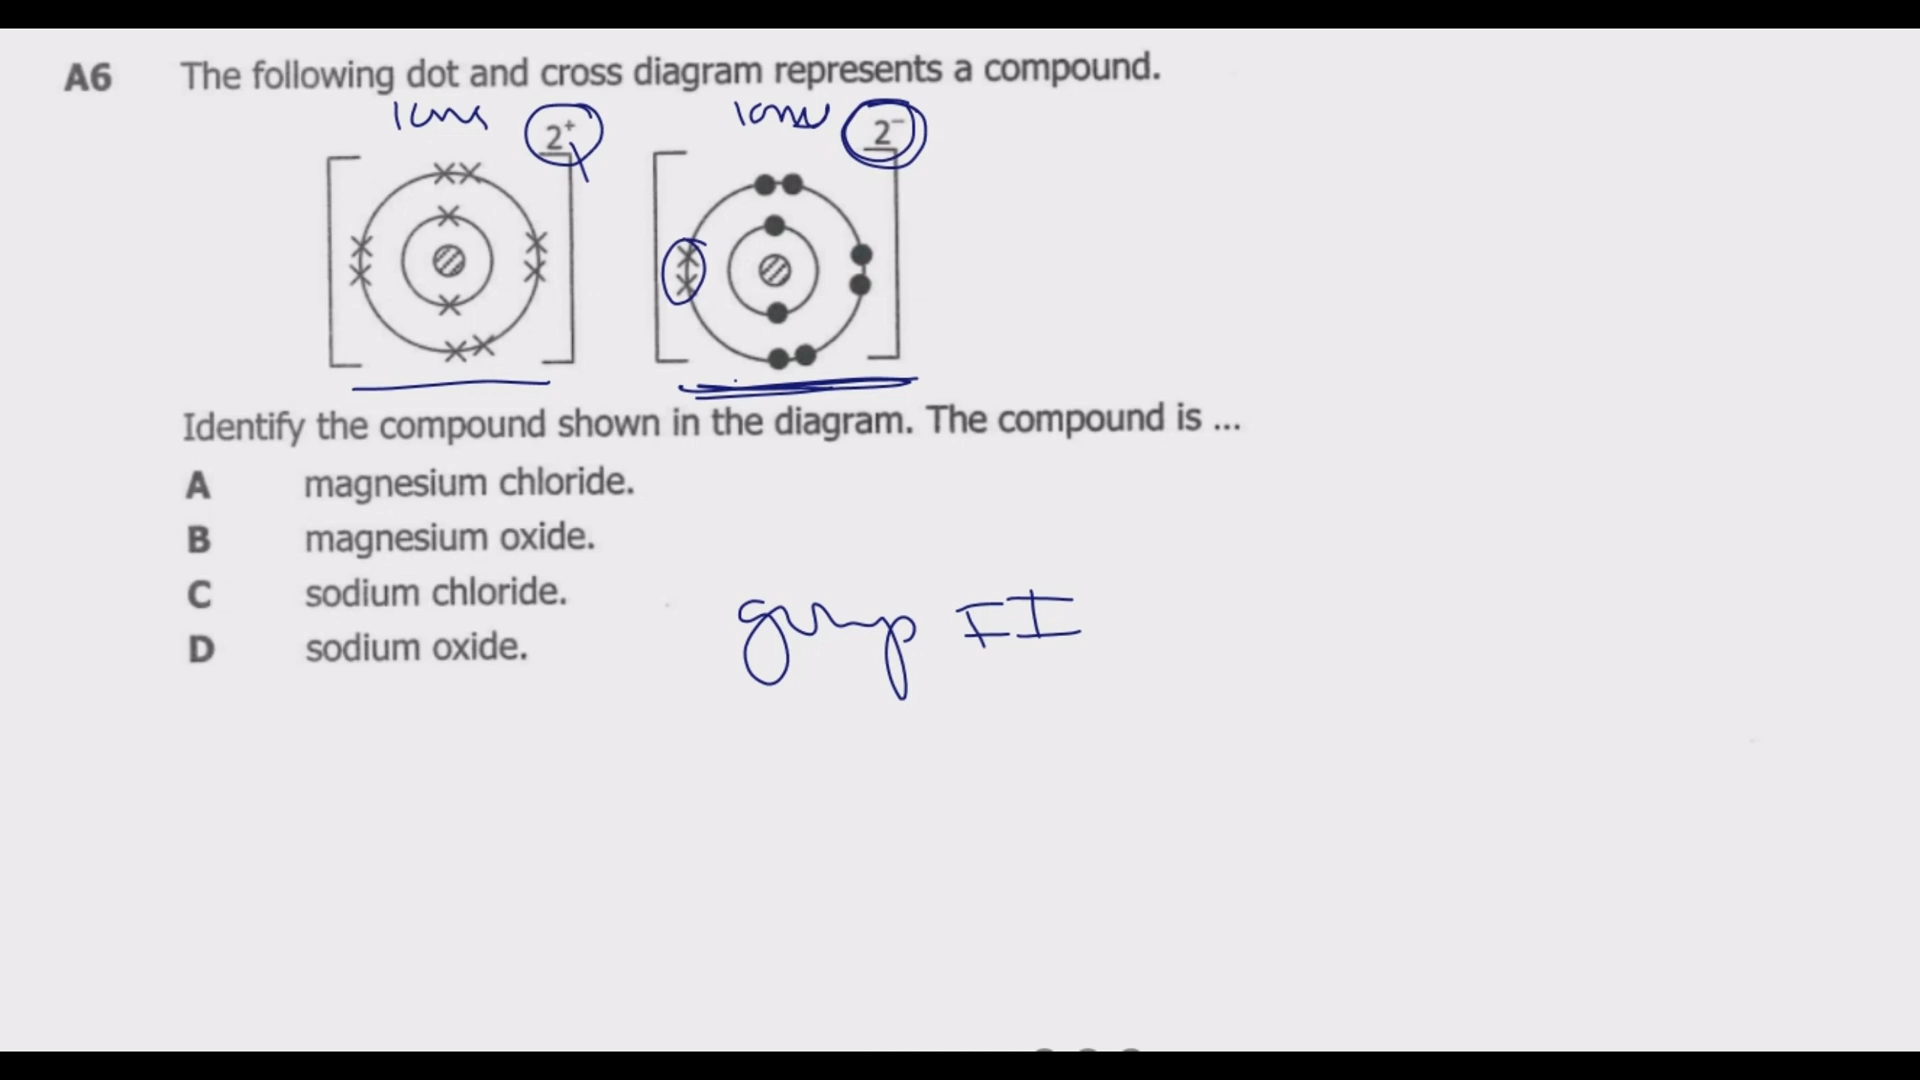 A6 The following dot and cross diagram represents a compound.
ions ions
2+ 2−
Identify the compound shown in the diagram. The compound is ...
A magnesium chloride.
B magnesium oxide.
C sodium chloride.
D sodium oxide.
group II